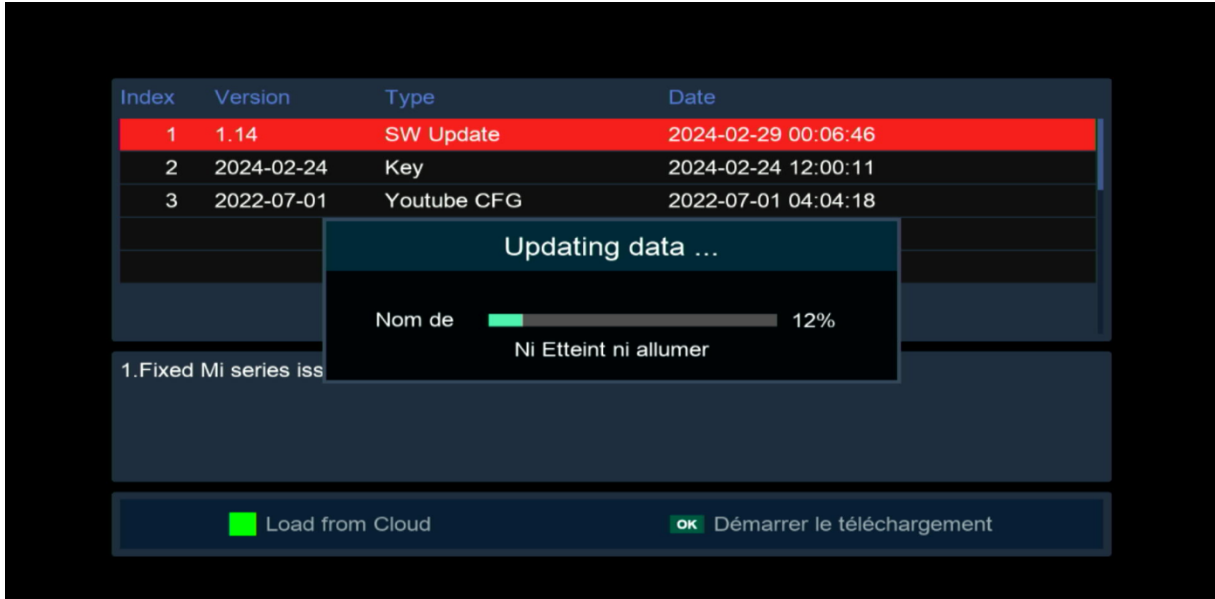 Index Version Type Date
1 1.14 SW Update 2024-02-29 00:06:46
2 2024-02-24 Key 2024-02-24 12:00:11
3 2022-07-01 Youtube CFG 2022-07-01 04:04:18
Updating data ...
Nom de 12%
Ni Etteint ni allumer
1.Fixed Mi series iss
Load from Cloud OK Démarrer le téléchargement